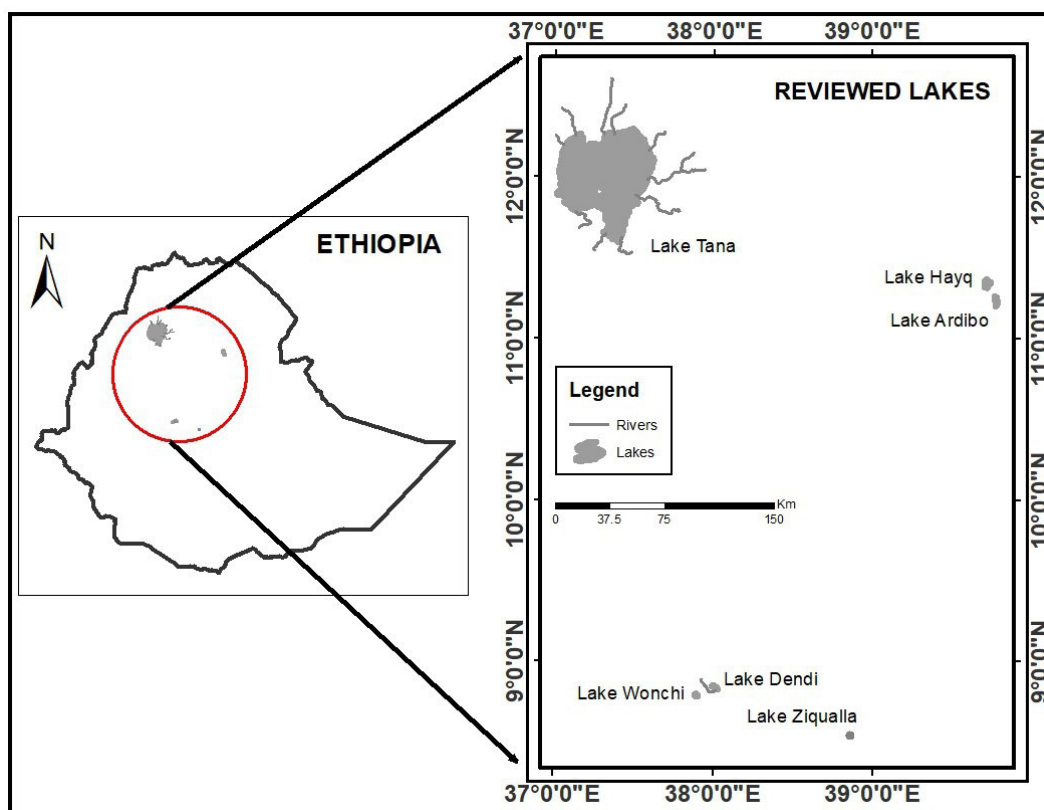 37°0'0"E
38°0'0"E
39°0'0"E
REVIEWED LAKES
12°0'0"N
12°0'0"N
Lake Tana
N
ETHIOPIA
Lake Hayq
Lake Ardibo
11°0'0"N
11°0'0"N
Legend
Rivers
Lakes
Km
0
37.5
75
150
10°0'0"N
10°0'0"N
9°0'0"N
9°0'0"N
Lake Dendi
Lake Wonchi
Lake Ziqualla
37°0'0"E
38°0'0"E
39°0'0"E